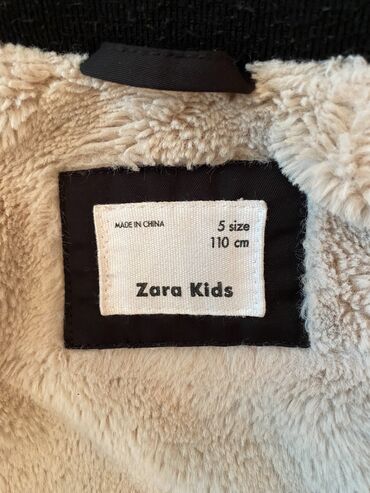 MADE IN CHINA
5 size
110 cm
Zara Kids